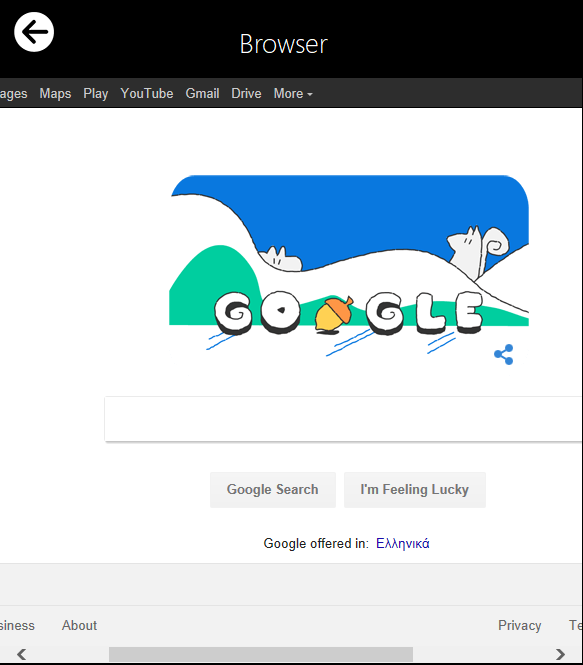 Browser
ages Maps Play YouTube Gmail Drive More
GOGLE
Google Search I'm Feeling Lucky
Google offered in: Ελληνικά
siness About Privacy Te